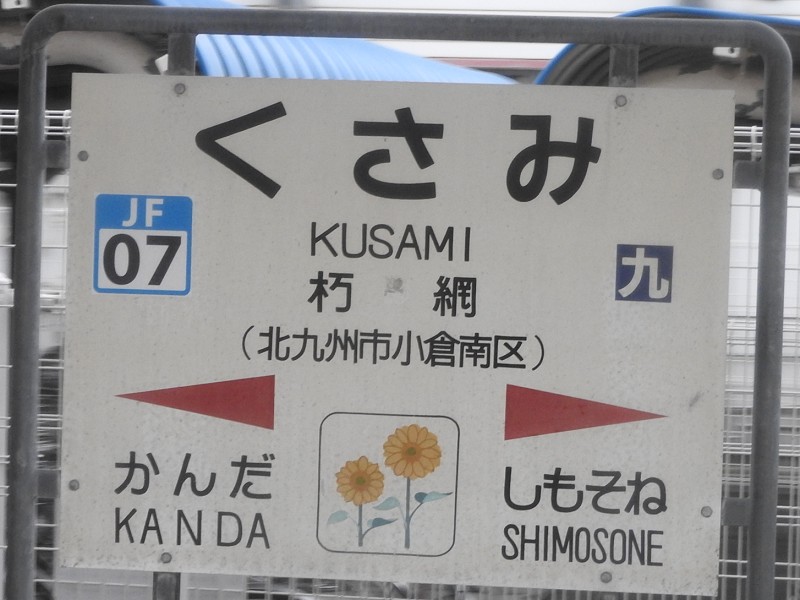 くさみ
JF
07
KUSAMI
九
朽網
(北九州市小倉南区)
かんだ
KANDA
しもそね
SHIMOSONE